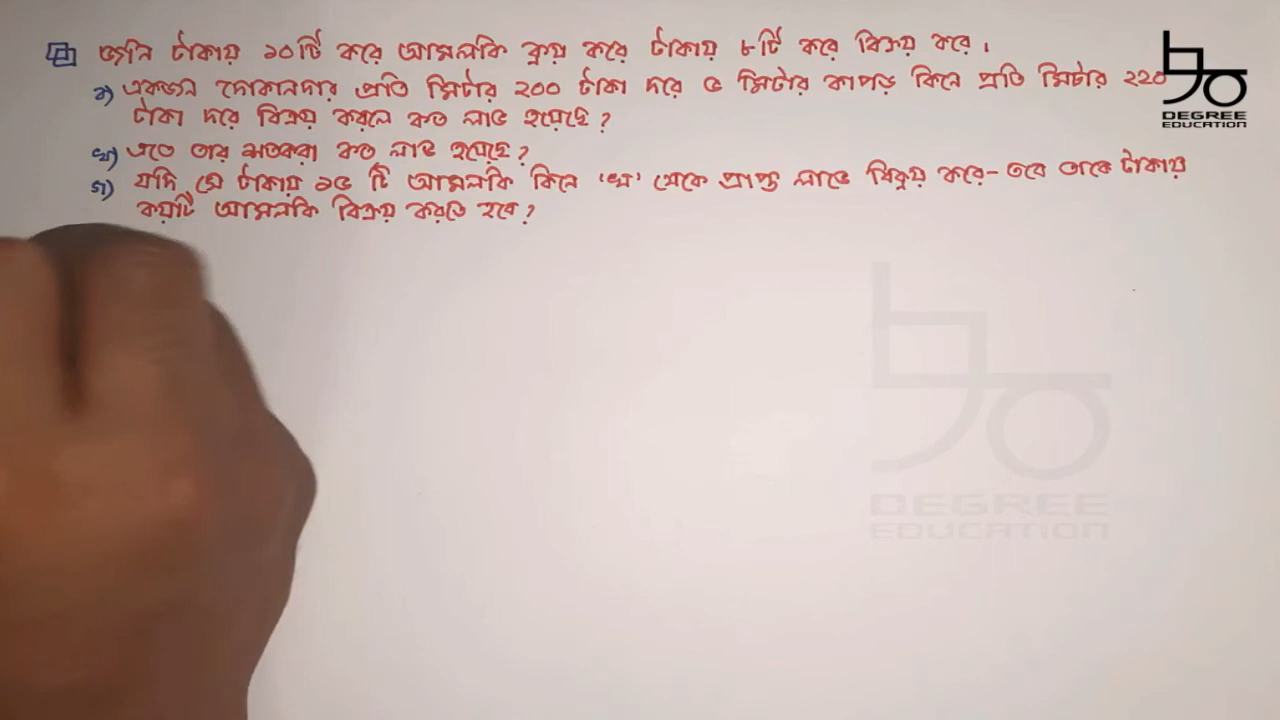 জনি টাকায় ১০টি করে আমলকি ক্রয় করে টাকায় ৮টি করে বিক্রয় করে।
ক) একজন দোকানদার প্রতি মিটার ২০০ টাকা দরে ৫ মিটার কাপড় কিনে প্রতি মিটার ২২০
টাকা দরে বিক্রয় করলে কত লাভ হয়েছে?
খ) এতে তার শতকরা কত লাভ হয়েছে?
গ) যদি সে টাকায় ১৫ টি আমলকি কিনে 'খ' থেকে প্রাপ্ত লাভে বিক্রয় করে- তবে তাকে টাকায়
কয়টি আমলকি বিক্রয় করতে হবে?
DEGREE
EDUCATION
DEGREE
EDUCATION